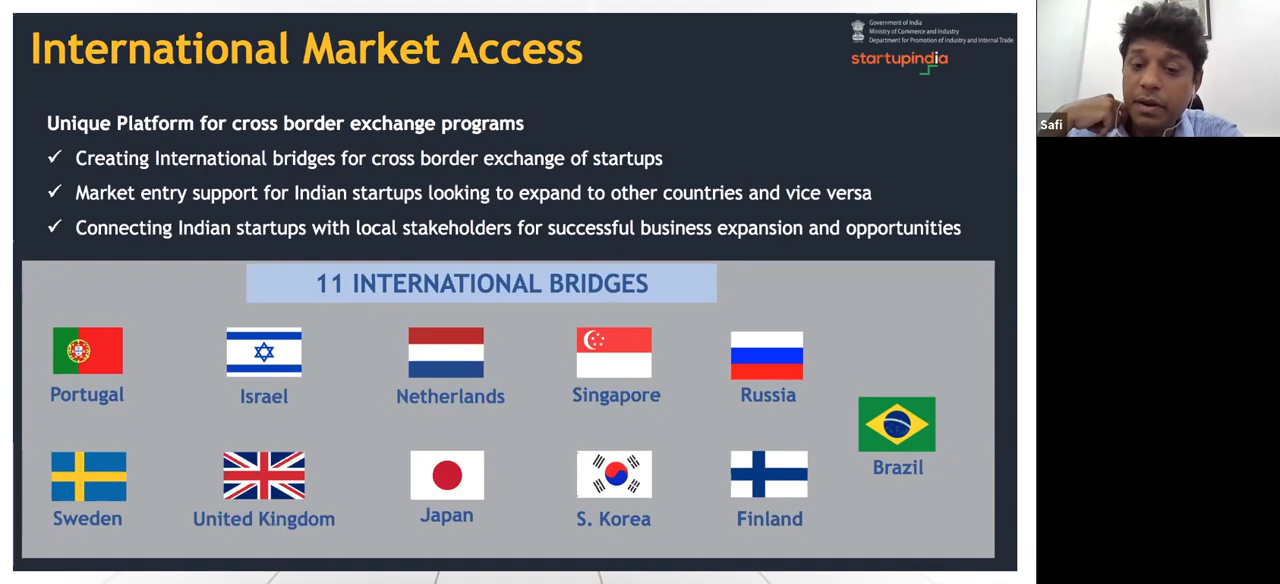 International Market Access
Government of India
Ministry of Commerce and Industry
Department for Promotion of Industry and Internal Trade
startupindia
Unique Platform for cross border exchange programs
✓ Creating International bridges for cross border exchange of startups
✓ Market entry support for Indian startups looking to expand to other countries and vice versa
✓ Connecting Indian startups with local stakeholders for successful business expansion and opportunities
11 INTERNATIONAL BRIDGES
Portugal
Israel
Netherlands
Singapore
Russia
Brazil
Sweden
United Kingdom
Japan
S. Korea
Finland
Safi